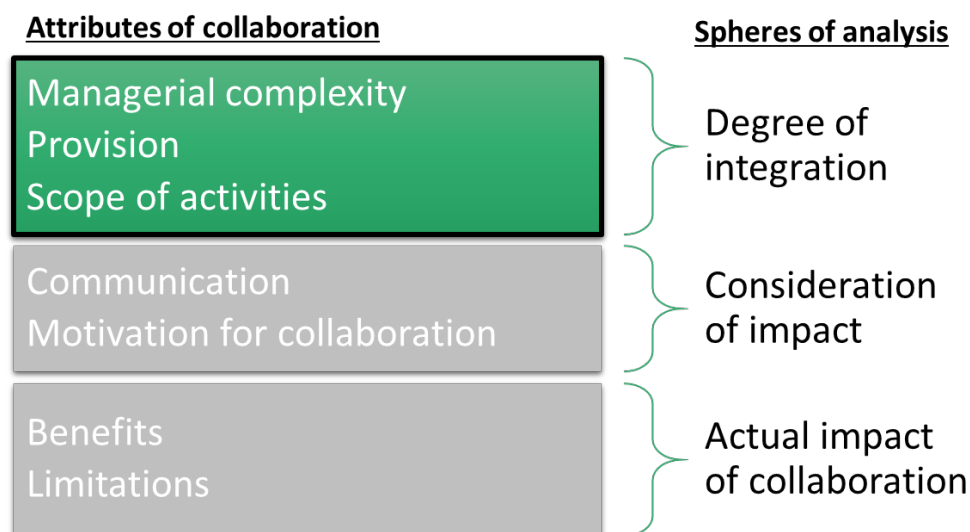 Attributes of collaboration
Spheres of analysis
Managerial complexity
Provision
Scope of activities
Degree of
integration
Communication
Motivation for collaboration
Consideration
of impact
Benefits
Limitations
Actual impact
of collaboration